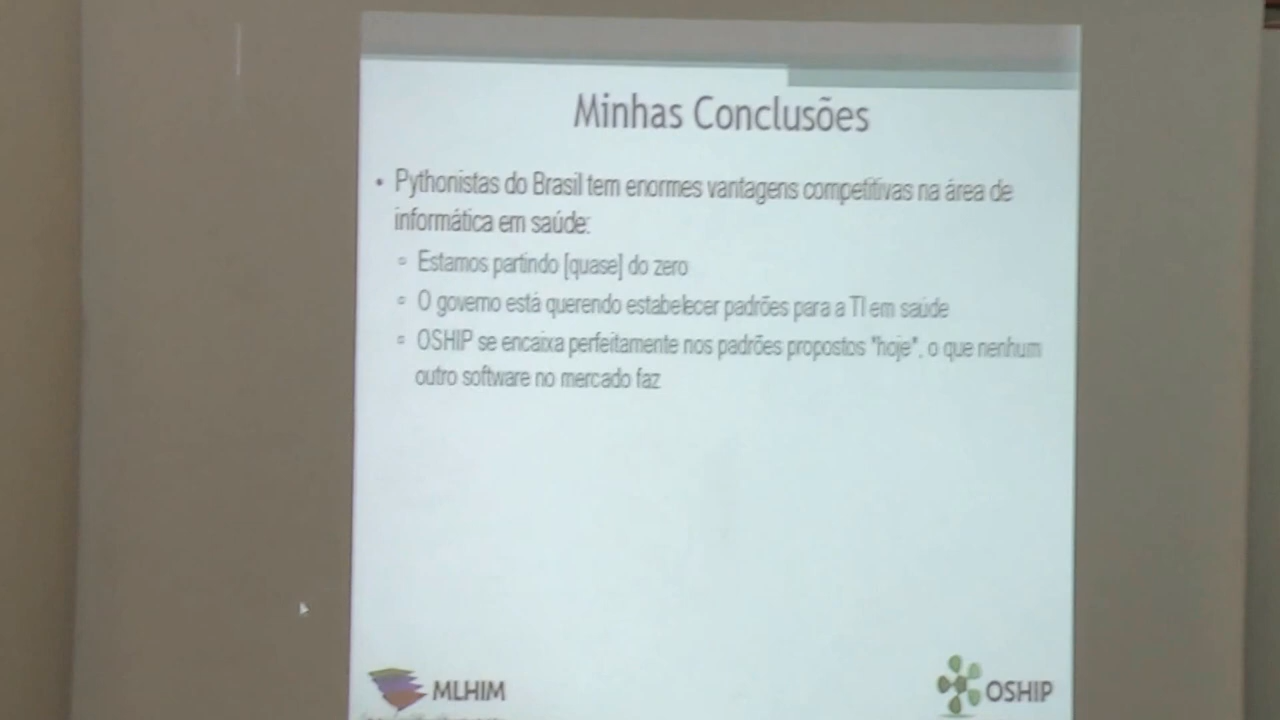 Minhas Conclusões
• Pythonistas do Brasil tem enormes vantagens competitivas na área de
informática em saúde:
Estamos partindo [quase] do zero
O governo está querendo estabelecer padrões para a TI em saúde
OSHIP se encaixa perfeitamente nos padrões propostos "hoje", o que nenhum
outro software no mercado faz
MLHIM
OSHIP